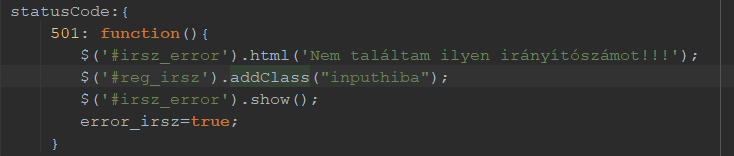 statusCode:{
501: function(){
$('#irsz_error').html('Nem találtam ilyen irányítószámot!!!');
$('#reg_irsz').addClass("inputhiba");
$('#irsz_error').show();
error_irsz=true;
}